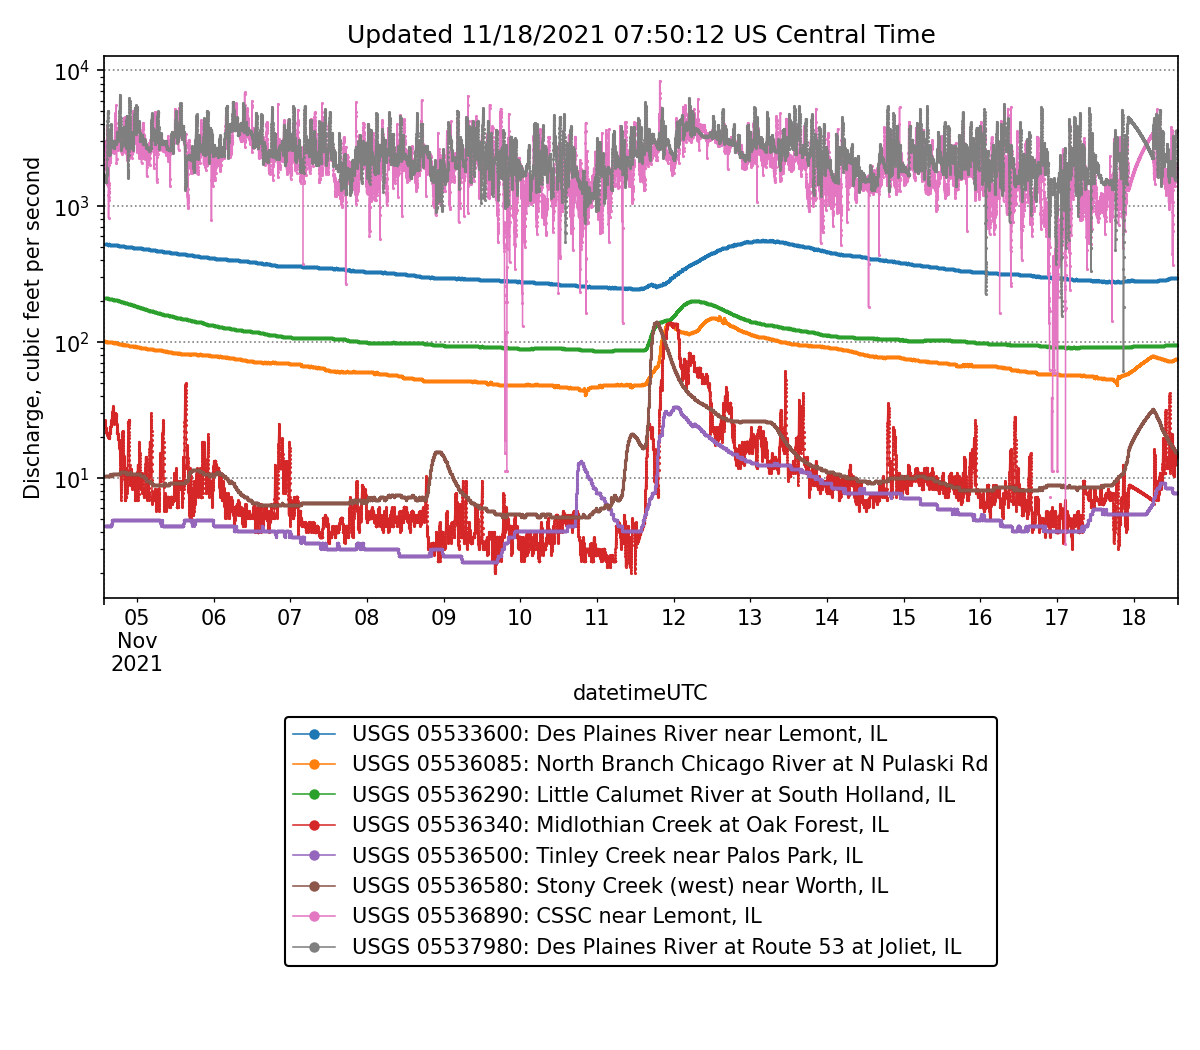 Updated 11/18/2021 07:50:12 US Central Time
Discharge, cubic feet per second
10^4
10^3
10^2
10^1
05 06 07 08 09 10 11 12 13 14 15 16 17 18
Nov
2021
datetimeUTC
USGS 05533600: Des Plaines River near Lemont, IL
USGS 05536085: North Branch Chicago River at N Pulaski Rd
USGS 05536290: Little Calumet River at South Holland, IL
USGS 05536340: Midlothian Creek at Oak Forest, IL
USGS 05536500: Tinley Creek near Palos Park, IL
USGS 05536580: Stony Creek (west) near Worth, IL
USGS 05536890: CSSC near Lemont, IL
USGS 05537980: Des Plaines River at Route 53 at Joliet, IL